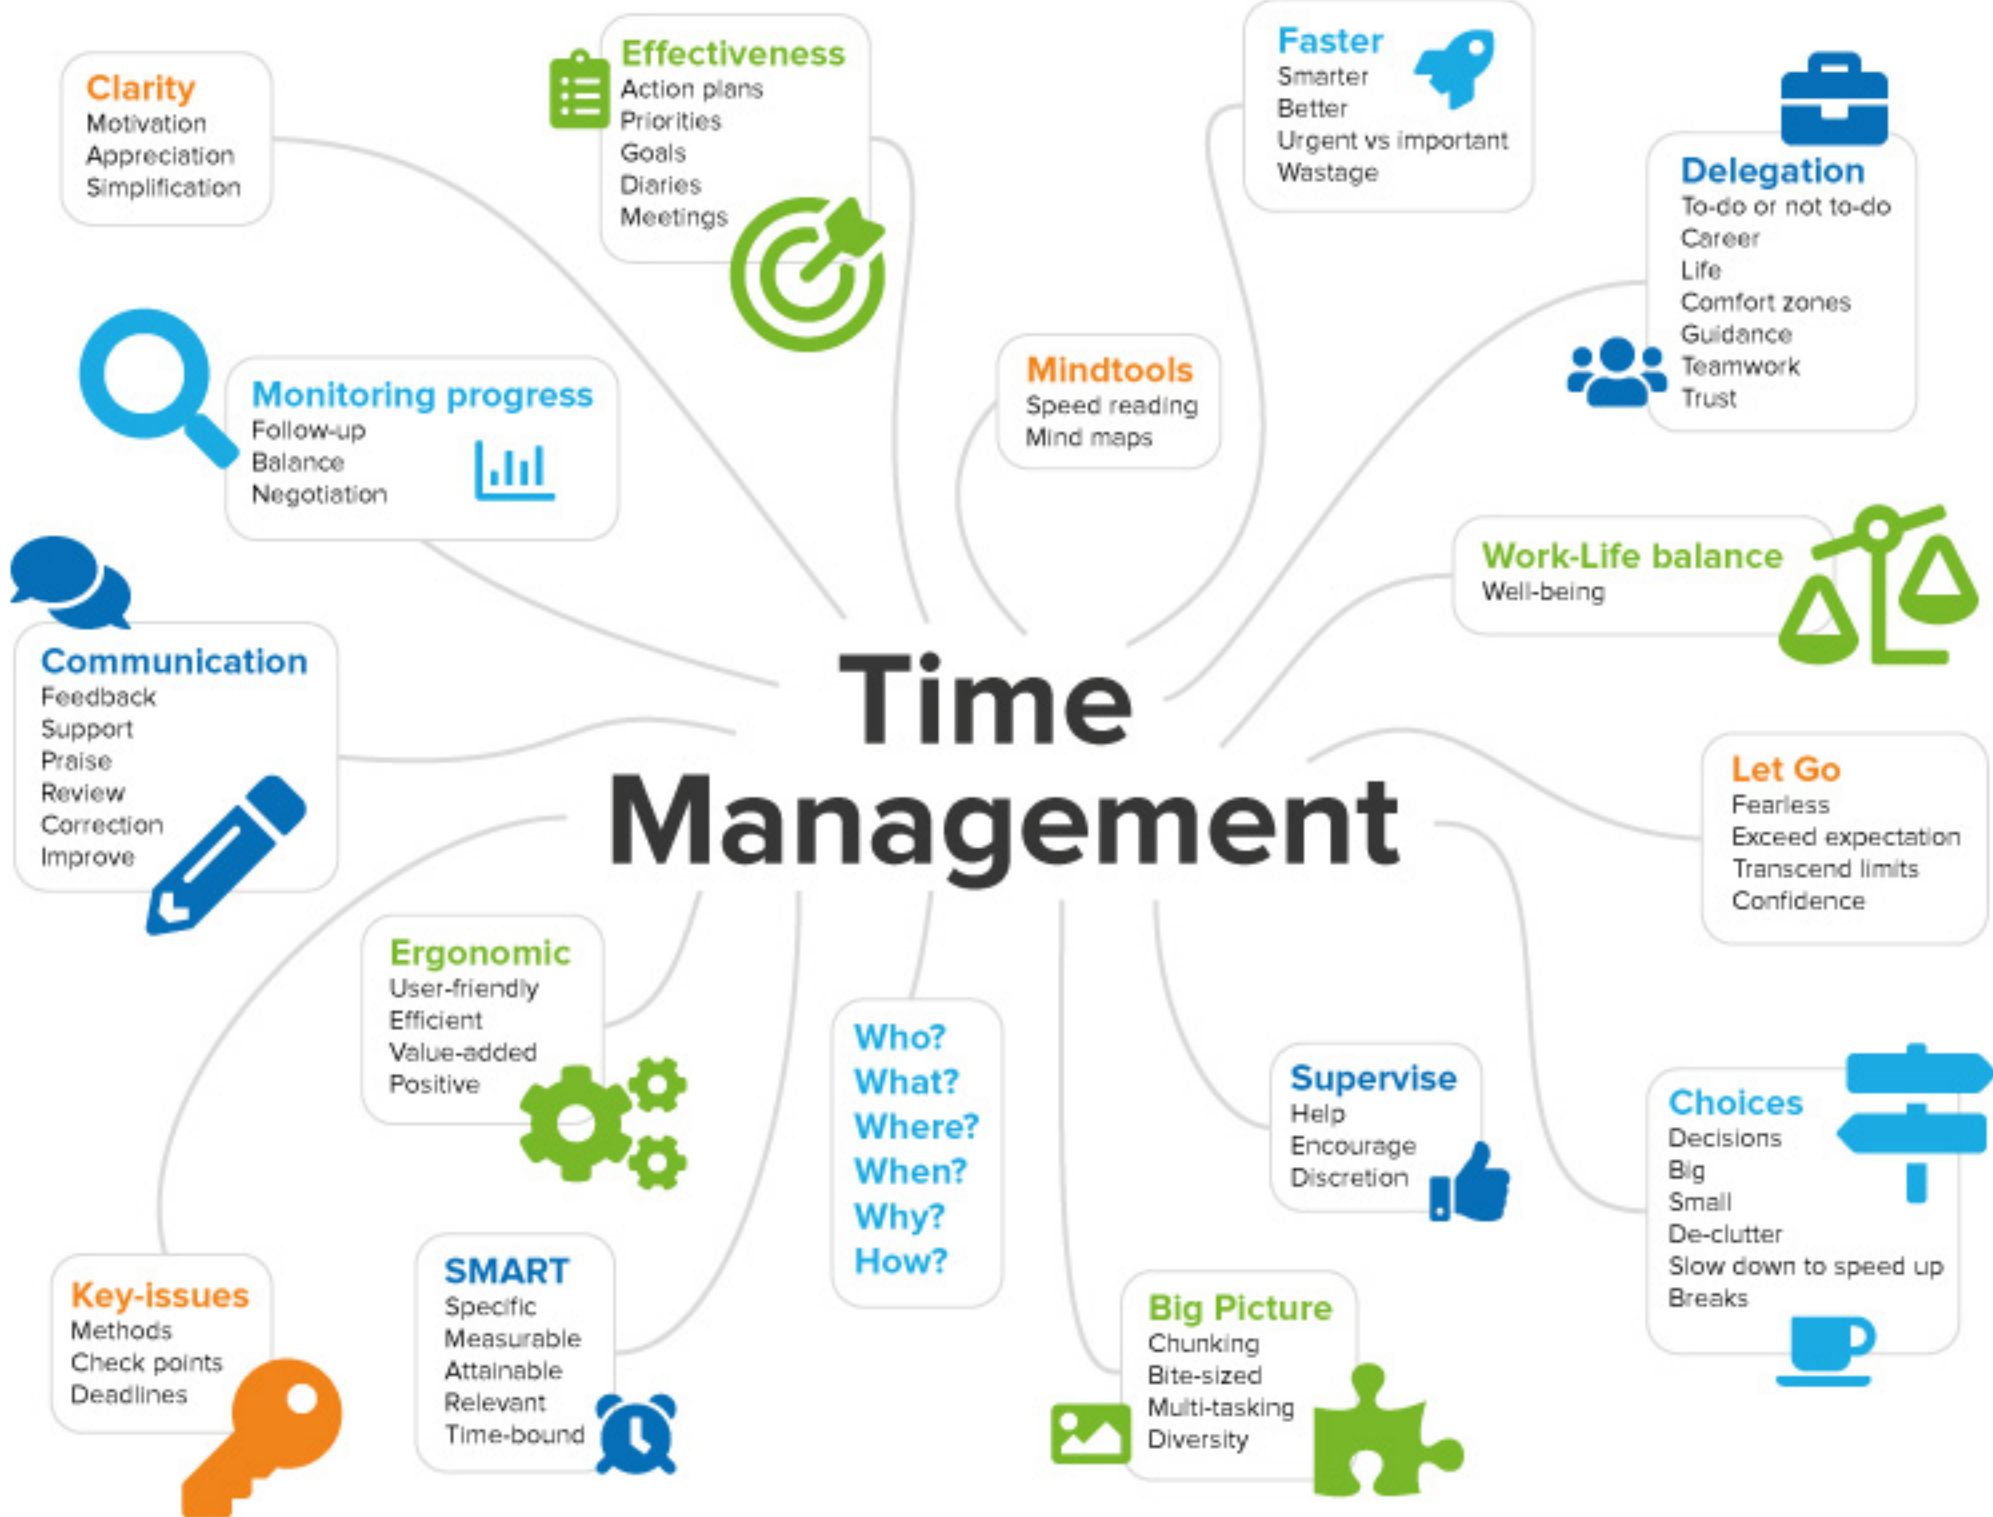 Clarity
Motivation
Appreciation
Simplification
Effectiveness
Action plans
Priorities
Goals
Diaries
Meetings
Faster
Smarter
Better
Urgent vs important
Wastage
Delegation
To-do or not to-do
Career
Life
Comfort zones
Guidance
Teamwork
Trust
Monitoring progress
Follow-up
Balance
Negotiation
Mindtools
Speed reading
Mind maps
Work-Life balance
Well-being
Communication
Feedback
Support
Praise
Review
Correction
Improve
Time
Management
Let Go
Fearless
Exceed expectation
Transcend limits
Confidence
Ergonomic
User-friendly
Efficient
Value-added
Positive
Who?
What?
Where?
When?
Why?
How?
Supervise
Help
Encourage
Discretion
Choices
Decisions
Big
Small
De-clutter
Slow down to speed up
Breaks
Key-issues
Methods
Check points
Deadlines
SMART
Specific
Measurable
Attainable
Relevant
Time-bound
Big Picture
Chunking
Bite-sized
Multi-tasking
Diversity